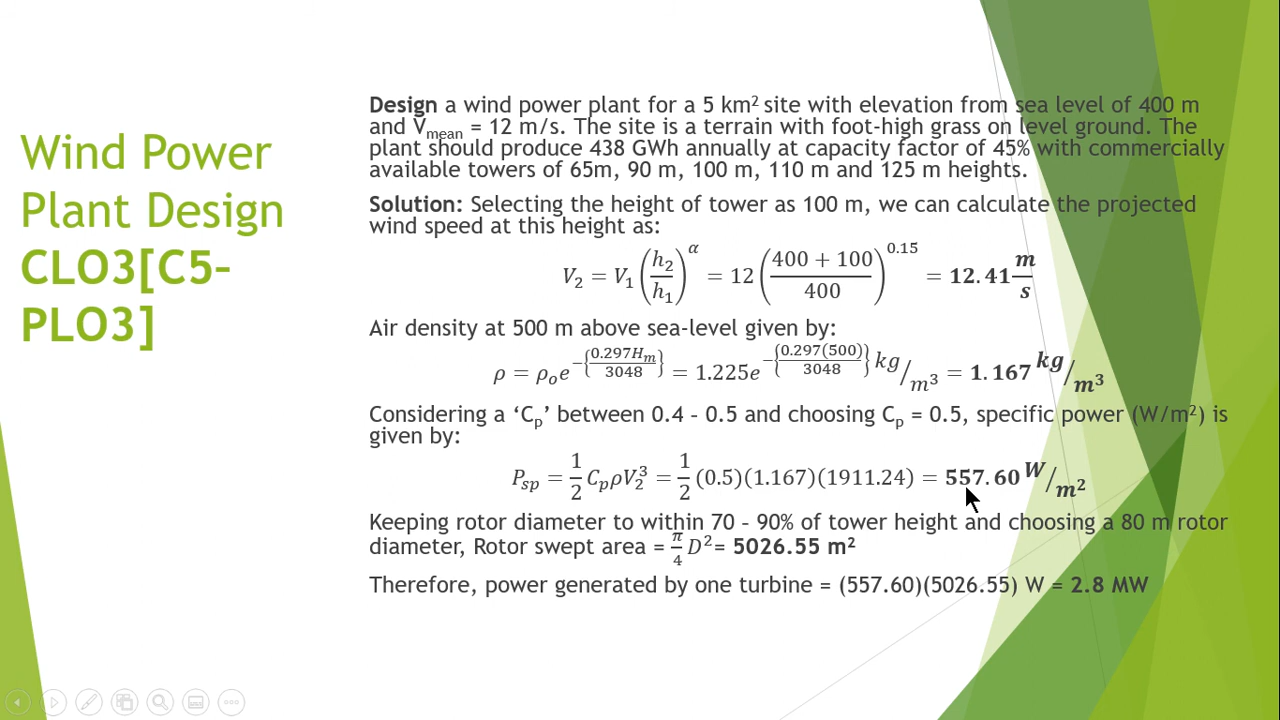 Wind Power
Plant Design
CLO3[C5-
PLO3]
Design a wind power plant for a 5 km² site with elevation from sea level of 400 m
and V_mean = 12 m/s. The site is a terrain with foot-high grass on level ground. The
plant should produce 438 GWh annually at capacity factor of 45% with commercially
available towers of 65m, 90 m, 100 m, 110 m and 125 m heights.
Solution: Selecting the height of tower as 100 m, we can calculate the projected
wind speed at this height as:
V₂ = V₁ (h₂/h₁)^α = 12 ((400 + 100)/400)^0.15 = 12.41 m/s
Air density at 500 m above sea-level given by:
ρ = ρₒe^−{0.297Hₘ/3048} = 1.225e^−{0.297(500)/3048} kg/m³ = 1.167 kg/m³
Considering a ‘Cₚ’ between 0.4 – 0.5 and choosing Cₚ = 0.5, specific power (W/m²) is
given by:
Pₛₚ = 1/2 CₚρV₂³ = 1/2 (0.5)(1.167)(1911.24) = 557.60 W/m²
Keeping rotor diameter to within 70 – 90% of tower height and choosing a 80 m rotor
diameter, Rotor swept area = π/4 D²= 5026.55 m²
Therefore, power generated by one turbine = (557.60)(5026.55) W = 2.8 MW